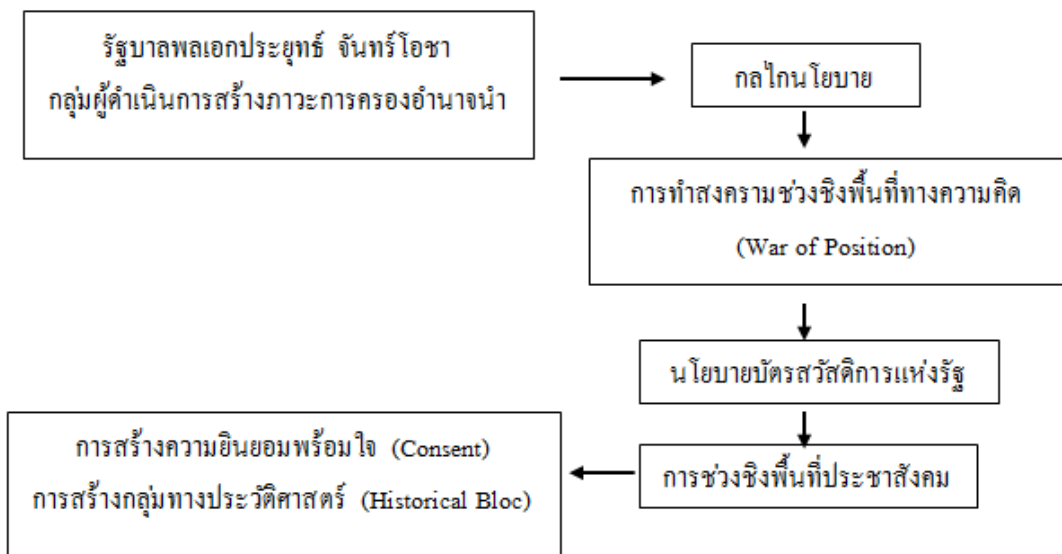 รัฐบาลพลเอกประยุทธ์ จันทร์โอชา
กลุ่มผู้ดำเนินการสร้างภาวะการครองอำนาจนำ
กลไกนโยบาย
การทำสงครามช่วงชิงพื้นที่ทางความคิด
(War of Position)
นโยบายบัตรสวัสดิการแห่งรัฐ
การช่วงชิงพื้นที่ประชาสังคม
การสร้างความยินยอมพร้อมใจ (Consent)
การสร้างกลุ่มทางประวัติศาสตร์ (Historical Bloc)